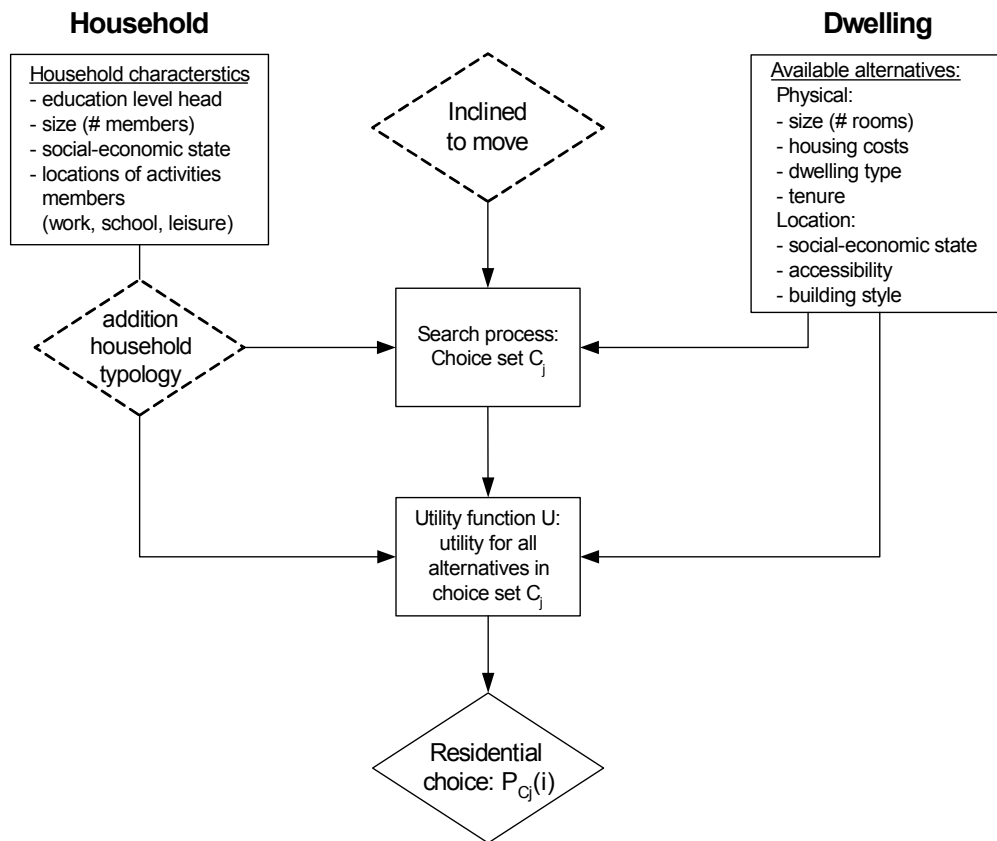 Household
Household characterstics
- education level head
- size (# members)
- social-economic state
- locations of activities
members
(work, school, leisure)
addition
household
typology
Inclined
to move
Search process:
Choice set Cj
Utility function U:
utility for all
alternatives in
choice set Cj
Residential
choice: PCj(i)
Dwelling
Available alternatives:
Physical:
- size (# rooms)
- housing costs
- dwelling type
- tenure
Location:
- social-economic state
- accessibility
- building style